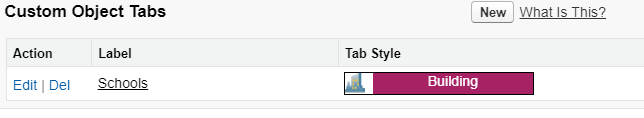 Custom Object Tabs New What Is This?
Action Label Tab Style
Edit | Del Schools Building